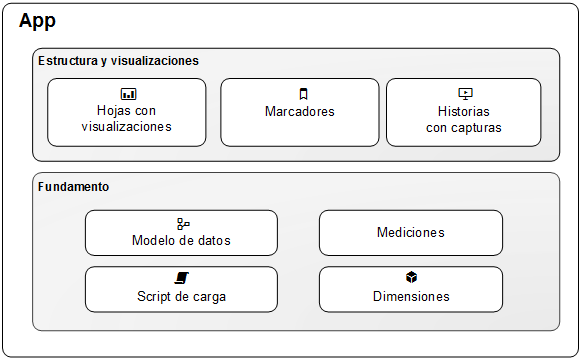 App
Estructura y visualizaciones
Hojas con
visualizaciones
Marcadores
Historias
con capturas
Fundamento
Modelo de datos
Mediciones
Script de carga
Dimensiones